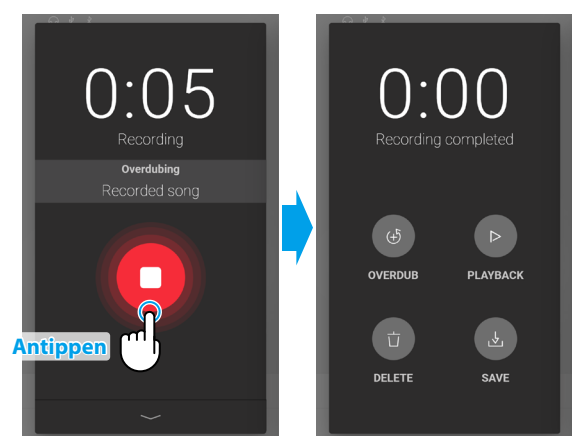 0:05
Recording
Overdubing
Recorded song
Antippen
0:00
Recording completed
OVERDUB PLAYBACK
DELETE SAVE